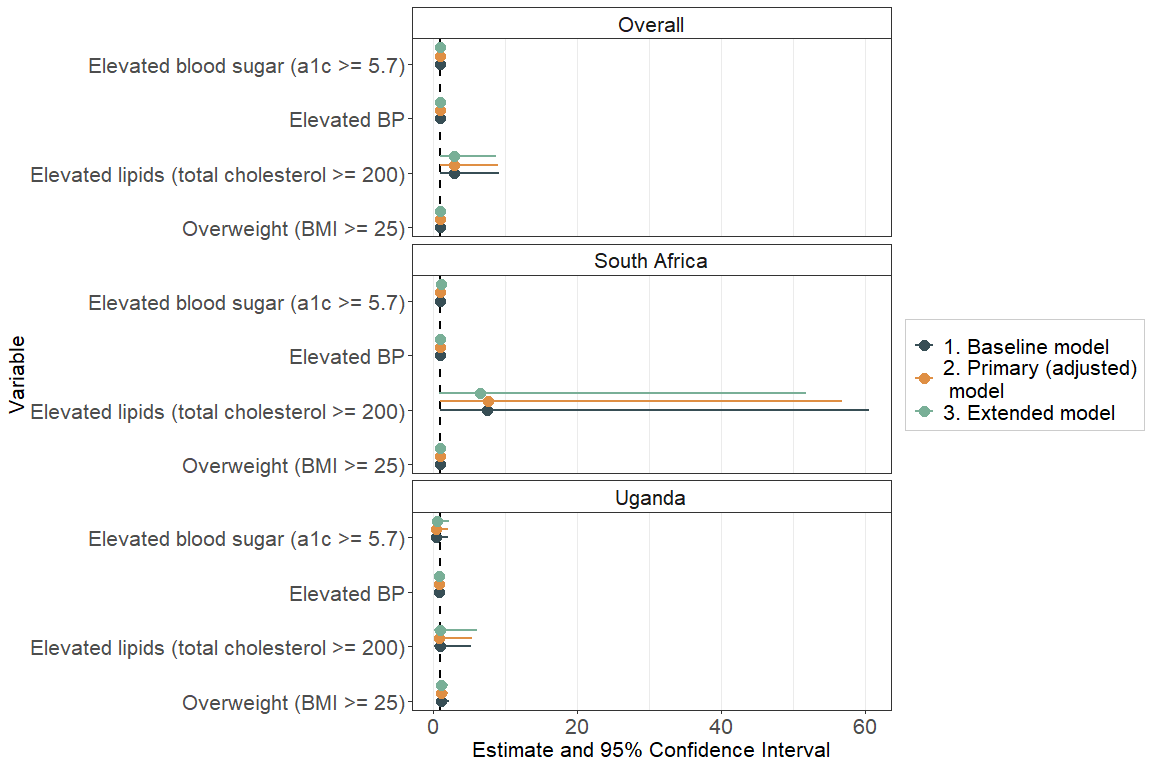 Overall
Elevated blood sugar (a1c >= 5.7)
Elevated BP
Elevated lipids (total cholesterol >= 200)
Overweight (BMI >= 25)
South Africa
Elevated blood sugar (a1c >= 5.7)
Elevated BP
Elevated lipids (total cholesterol >= 200)
Overweight (BMI >= 25)
Uganda
Elevated blood sugar (a1c >= 5.7)
Elevated BP
Elevated lipids (total cholesterol >= 200)
Overweight (BMI >= 25)
0 20 40 60
Estimate and 95% Confidence Interval
Variable
1. Baseline model
2. Primary (adjusted)
model
3. Extended model